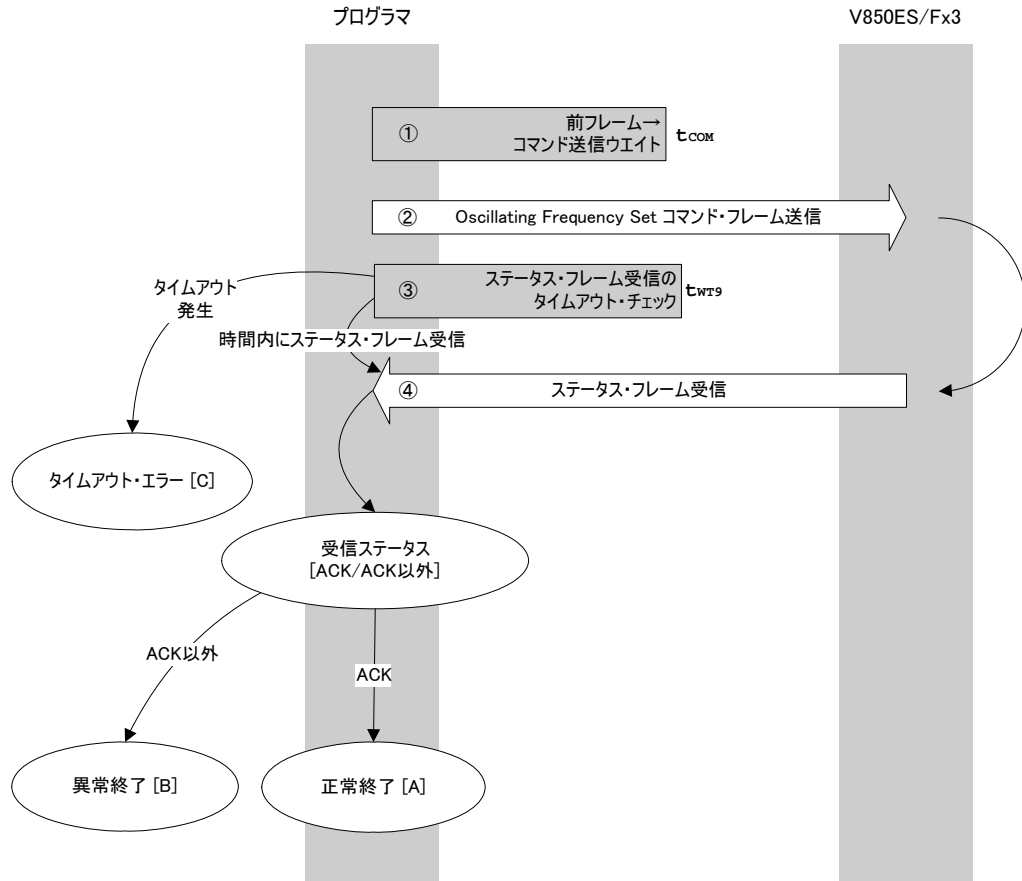 プログラマ
V850ES/Fx3
① 前フレーム→
コマンド送信ウエイト
tCOM
② Oscillating Frequency Set コマンド・フレーム送信
③ ステータス・フレーム受信の
タイムアウト・チェック
tWT9
タイムアウト
発生
時間内にステータス・フレーム受信
④ ステータス・フレーム受信
タイムアウト・エラー [C]
受信ステータス
[ACK/ACK以外]
ACK以外
ACK
異常終了 [B]
正常終了 [A]